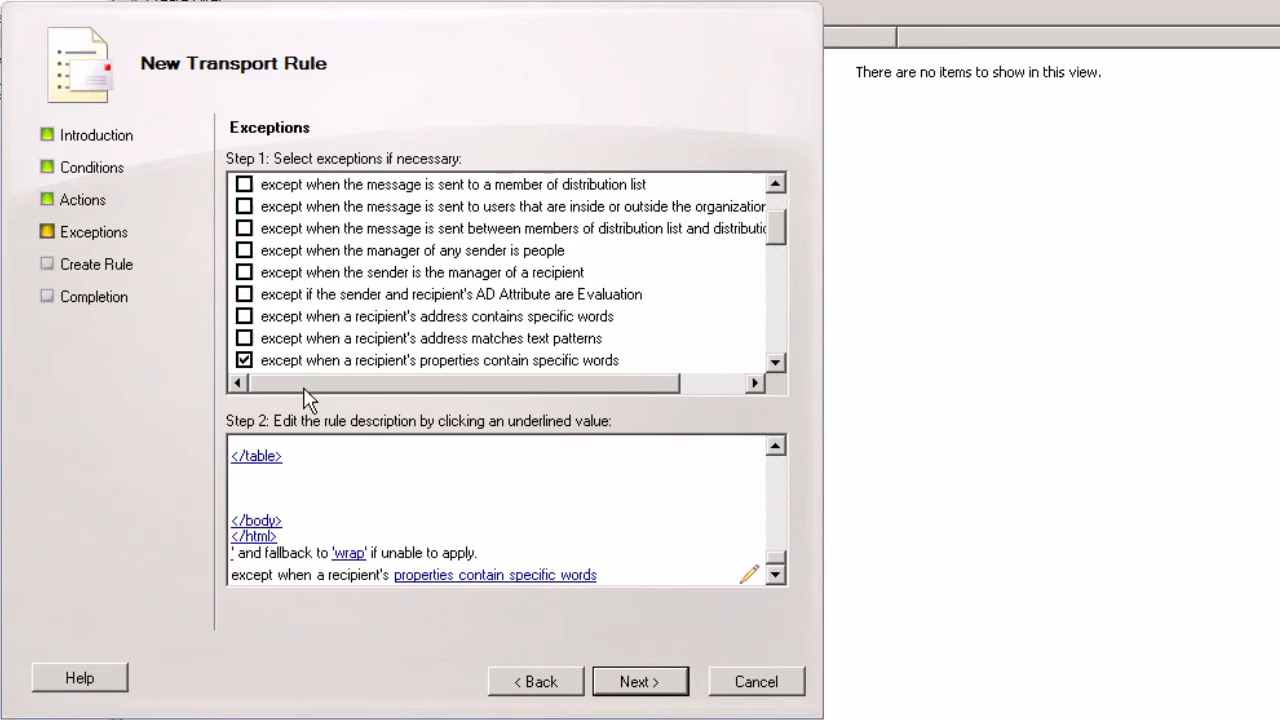 New Transport Rule
There are no items to show in this view.
Introduction
Conditions
Actions
Exceptions
Create Rule
Completion
Exceptions
Step 1: Select exceptions if necessary:
except when the message is sent to a member of distribution list
except when the message is sent to users that are inside or outside the organization
except when the message is sent between members of distribution list and
except when the manager of any sender is people
except when the sender is the manager of a recipient
except if the sender and recipient's AD Attribute are Evaluation
except when a recipient's address contains specific words
except when a recipient's address matches text patterns
except when a recipient's properties contain specific words
Step 2: Edit the rule description by clicking an underlined value:
</table>
</body>
</html>
' and fallback to 'wrap' if unable to apply.
except when a recipient's properties contain specific words
Help
< Back
Next >
Cancel